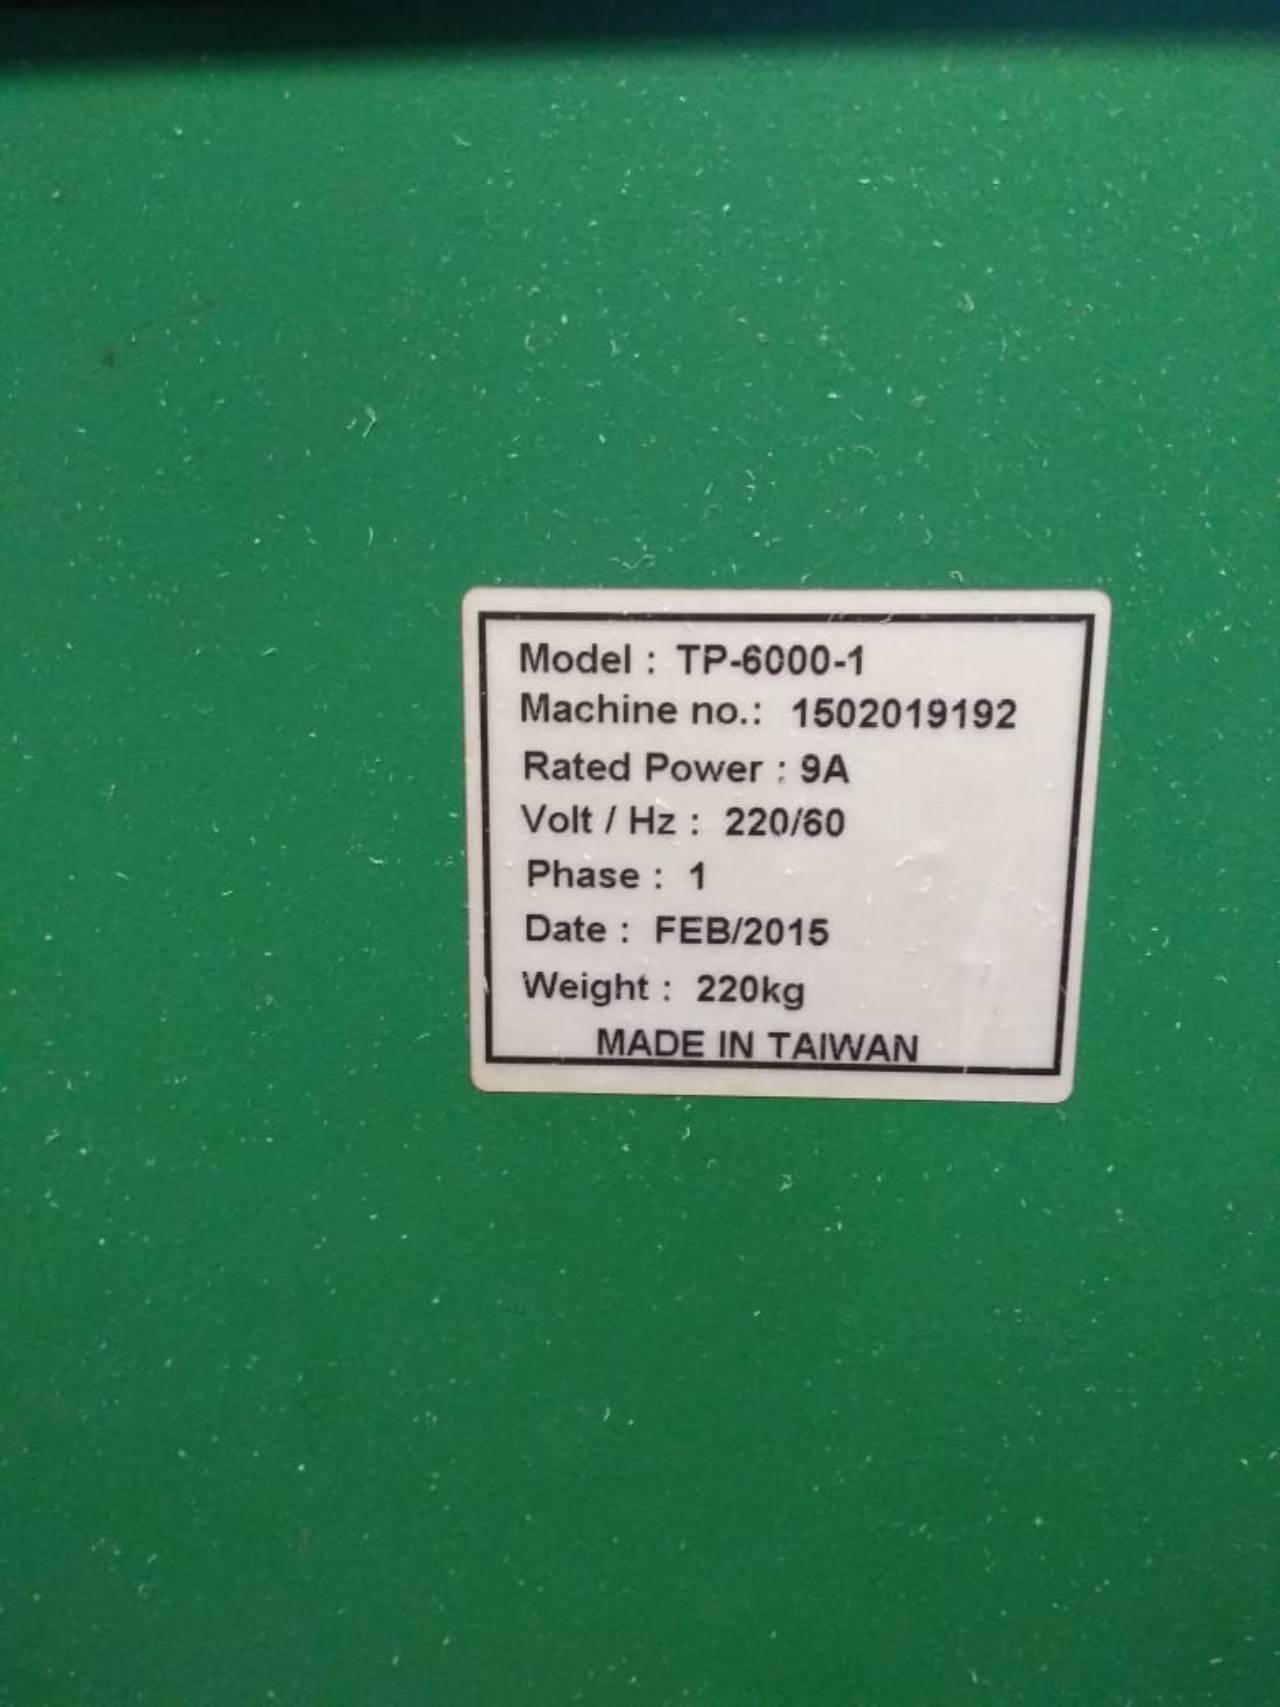 Model : TP-6000-1
Machine no.: 1502019192
Rated Power : 9A
Volt / Hz : 220/60
Phase : 1
Date : FEB/2015
Weight : 220kg
MADE IN TAIWAN